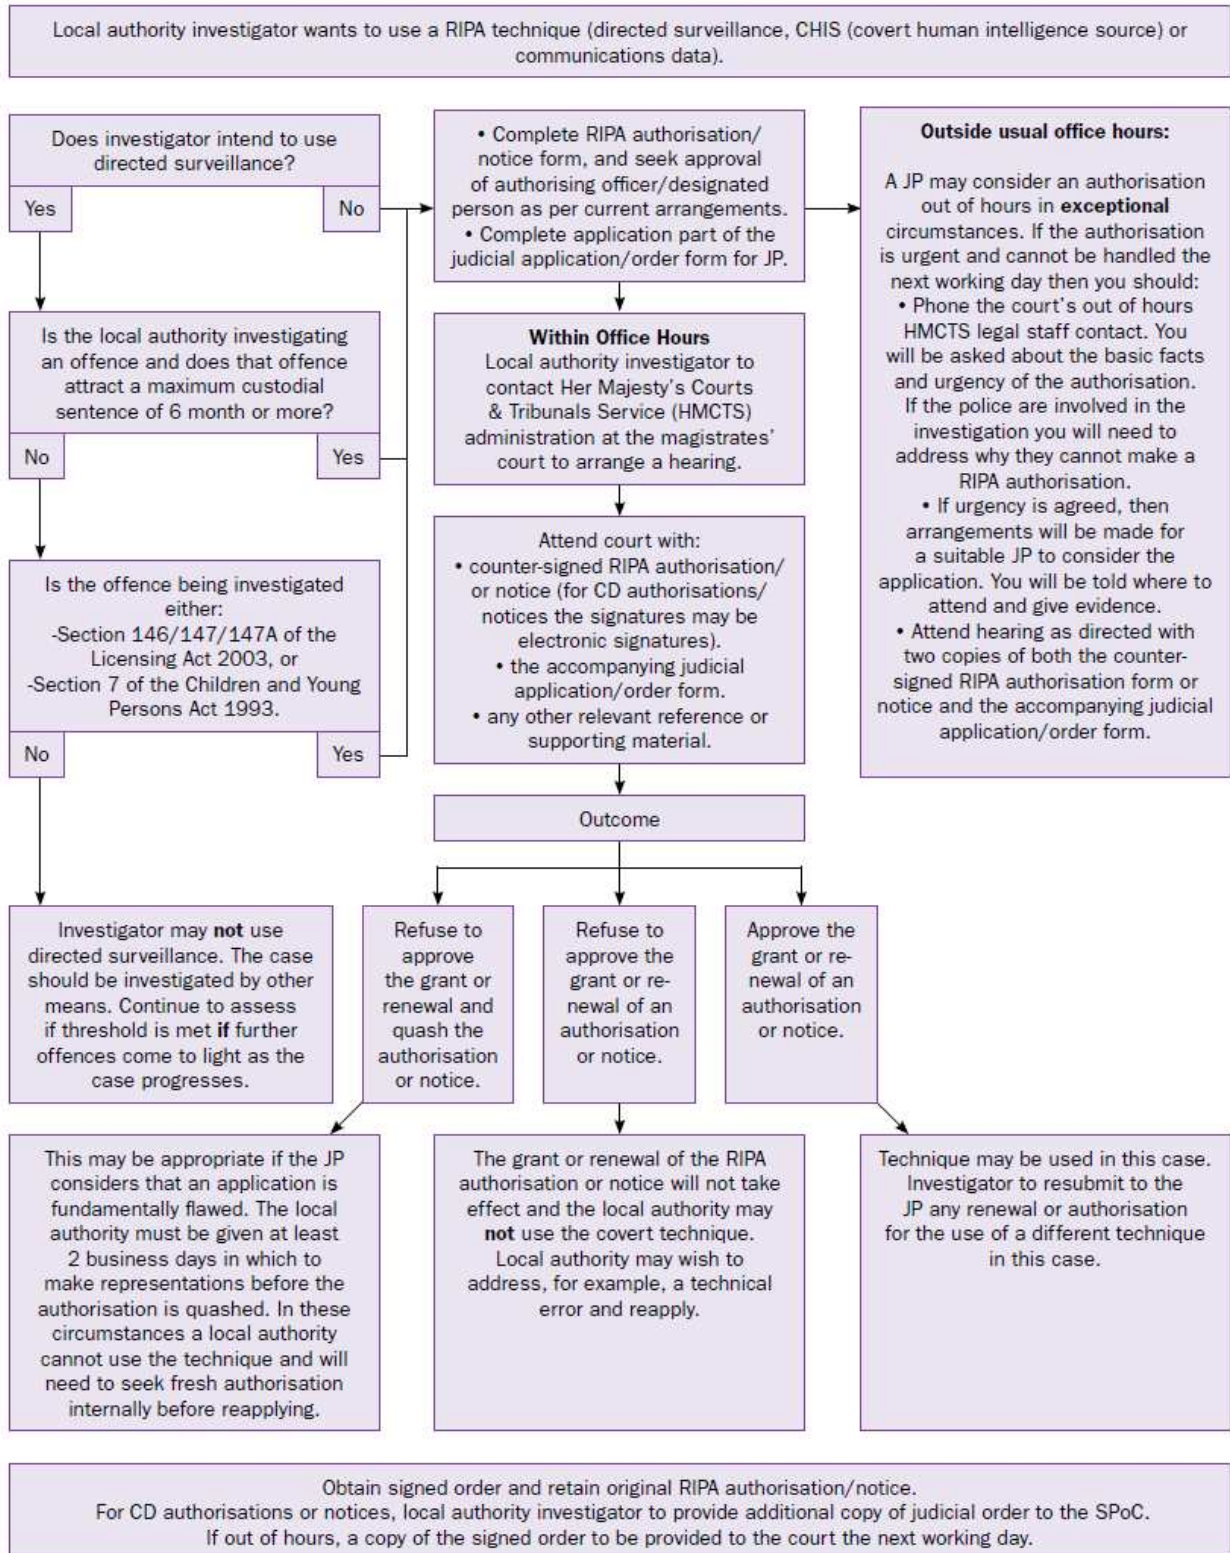 Local authority investigator wants to use a RIPA technique (directed surveillance, CHIS (covert human intelligence source) or
communications data).
Does investigator intend to use
directed surveillance?
Yes
No
Is the local authority investigating
an offence and does that offence
attract a maximum custodial
sentence of 6 month or more?
No
Yes
Is the offence being investigated
either:
-Section 146/147/147A of the
Licensing Act 2003, or
-Section 7 of the Children and Young
Persons Act 1993.
No
Yes
• Complete RIPA authorisation/
notice form, and seek approval
of authorising officer/designated
person as per current arrangements.
• Complete application part of the
judicial application/order form for JP.
Within Office Hours
Local authority investigator to
contact Her Majesty's Courts
& Tribunals Service (HMCTS)
administration at the magistrates'
court to arrange a hearing.
Attend court with:
• counter-signed RIPA authorisation/
or notice (for CD authorisations/
notices the signatures may be
electronic signatures).
• the accompanying judicial
application/order form.
• any other relevant reference or
supporting material.
Outcome
Outside usual office hours:
A JP may consider an authorisation
out of hours in exceptional
circumstances. If the authorisation
is urgent and cannot be handled the
next working day then you should:
• Phone the court's out of hours
HMCTS legal staff contact. You
will be asked about the basic facts
and urgency of the authorisation.
If the police are involved in the
investigation you will need to
address why they cannot make a
RIPA authorisation.
• If urgency is agreed, then
arrangements will be made for
a suitable JP to consider the
application. You will be told where to
attend and give evidence.
• Attend hearing as directed with
two copies of both the counter-
signed RIPA authorisation form or
notice and the accompanying judicial
application/order form.
Investigator may not use
directed surveillance. The case
should be investigated by other
means. Continue to assess
if threshold is met if further
offences come to light as the
case progresses.
Refuse to
approve
the grant or
renewal and
quash the
authorisation
or notice.
Refuse to
approve the
grant or re-
newal of an
authorisation
or notice.
Approve the
grant or re-
newal of an
authorisation
or notice.
This may be appropriate if the JP
considers that an application is
fundamentally flawed. The local
authority must be given at least
2 business days in which to
make representations before the
authorisation is quashed. In these
circumstances a local authority
cannot use the technique and will
need to seek fresh authorisation
internally before reapplying.
The grant or renewal of the RIPA
authorisation or notice will not take
effect and the local authority may
not use the covert technique.
Local authority may wish to
address, for example, a technical
error and reapply.
Technique may be used in this case.
Investigator to resubmit to the
JP any renewal or authorisation
for the use of a different technique
in this case.
Obtain signed order and retain original RIPA authorisation/notice.
For CD authorisations or notices, local authority investigator to provide additional copy of judicial order to the SPoC.
If out of hours, a copy of the signed order to be provided to the court the next working day.